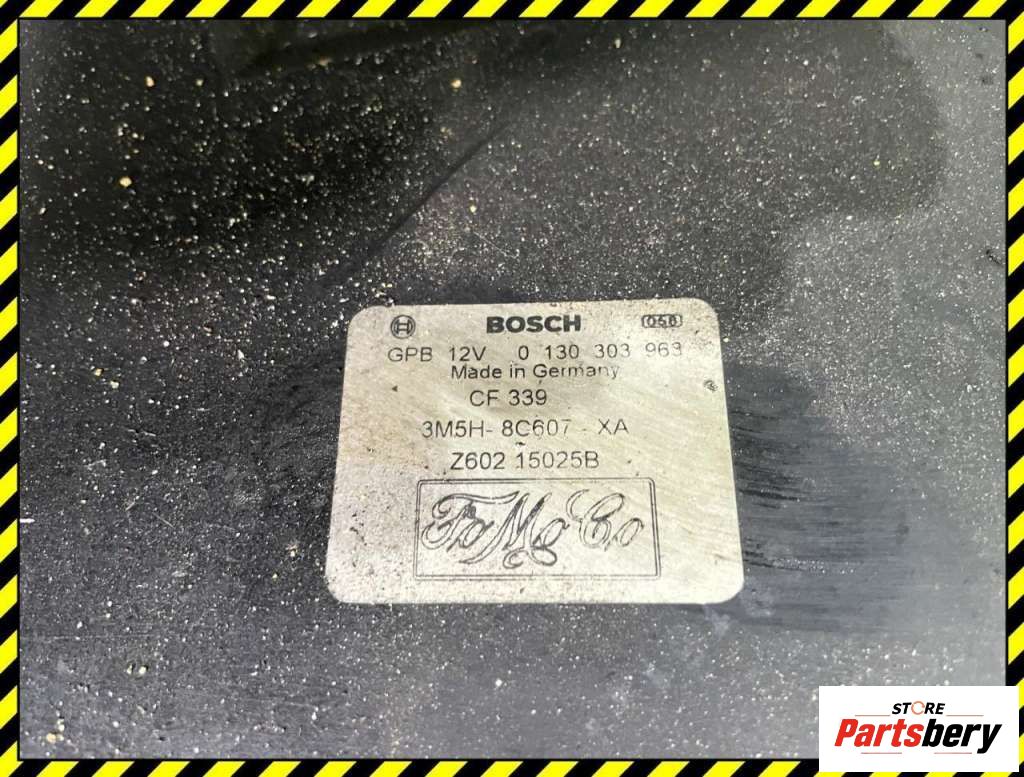 BOSCH 058
GPB 12V 0 130 303 963
Made in Germany
CF 339
3M5H- 8C607 - XA
Z602 15025B
FoMoCo
STORE
Partsbery